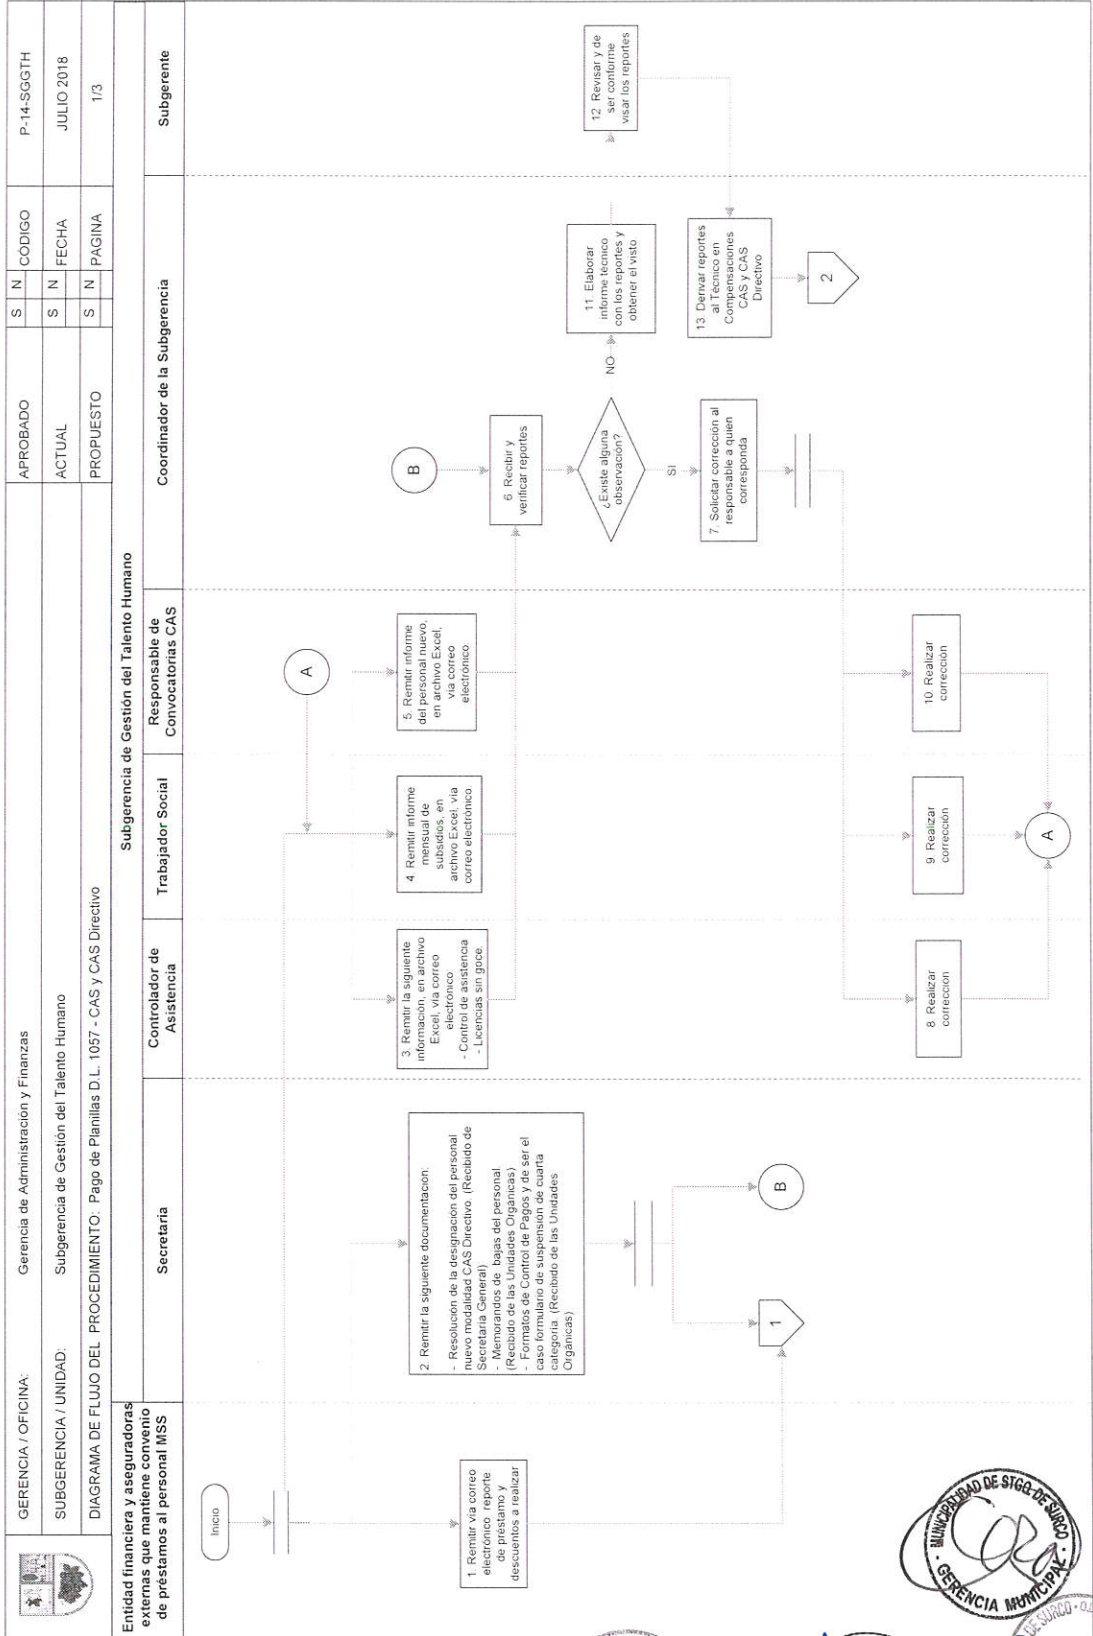 GERENCIA / OFICINA: Gerencia de Administración y Finanzas APROBADO S N CÓDIGO P-14-SGGTH
SUBGERENCIA / UNIDAD: Subgerencia de Gestión del Talento Humano ACTUAL S N FECHA JULIO 2018
DIAGRAMA DE FLUJO DEL PROCEDIMIENTO: Pago de Planillas D.L. 1057 - CAS y CAS Directivo PROPUESTO S N PAGINA 1/3
Entidad financiera y aseguradoras
externas que mantiene convenio
de préstamos al personal MSS
Subgerencia de Gestión del Talento Humano
Secretaria
Controlador de
Asistencia
Trabajador Social
Responsable de
Convocatorias CAS
Coordinador de la Subgerencia
Subgerente
Inicio
1. Remitir vía correo
electrónico reporte
de préstamo y
descuentos a realizar
2. Remitir la siguiente documentación:
- Resolución de la designación del personal
nuevo modalidad CAS Directivo. (Recibido de
Secretaría General)
- Memorandos de bajas del personal.
(Recibido de las Unidades Orgánicas)
- Formatos de Control de Pagos y de ser el
caso formulario de suspensión de cuarta
categoría. (Recibido de las Unidades
Orgánicas)
1
B
3. Remitir la siguiente
información, en archivo
Excel, vía correo
electrónico:
- Control de asistencia
- Licencias sin goce.
4. Remitir informe
mensual de
subsidios, en
archivo Excel, vía
correo electrónico.
A
5. Remitir informe
del personal nuevo,
en archivo Excel,
vía correo
electrónico
B
6. Recibir y
verificar reportes
¿Existe alguna
observación?
NO
SI
7. Solicitar corrección al
responsable a quien
corresponda
8. Realizar
corrección
9. Realizar
corrección
10. Realizar
corrección
A
11. Elaborar
informe técnico
con los reportes y
obtener el visto
12. Revisar y de
ser conforme
visar los reportes
13. Derivar reportes
al Técnico en
Compensaciones
CAS y CAS
Directivo
2
MUNICIPALIDAD DE STGO. DE SURCO
GERENCIA MUNICIPAL
DE SURCO